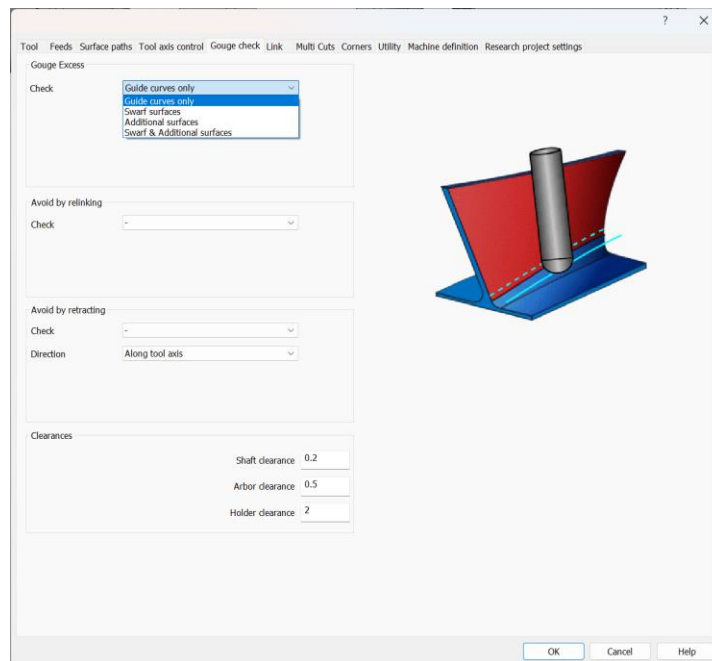 ?
Tool Feeds Surface paths Tool axis control Gouge check Link Multi Cuts Corners Utility Machine definition Research project settings
Gouge Excess
Check Guide curves only
Guide curves only
Swarf surfaces
Additional surfaces
Swarf & Additional surfaces
Avoid by relinking
Check -
Avoid by retracting
Check -
Direction Along tool axis
Clearances
Shaft clearance 0.2
Arbor clearance 0.5
Holder clearance 2
OK Cancel Help